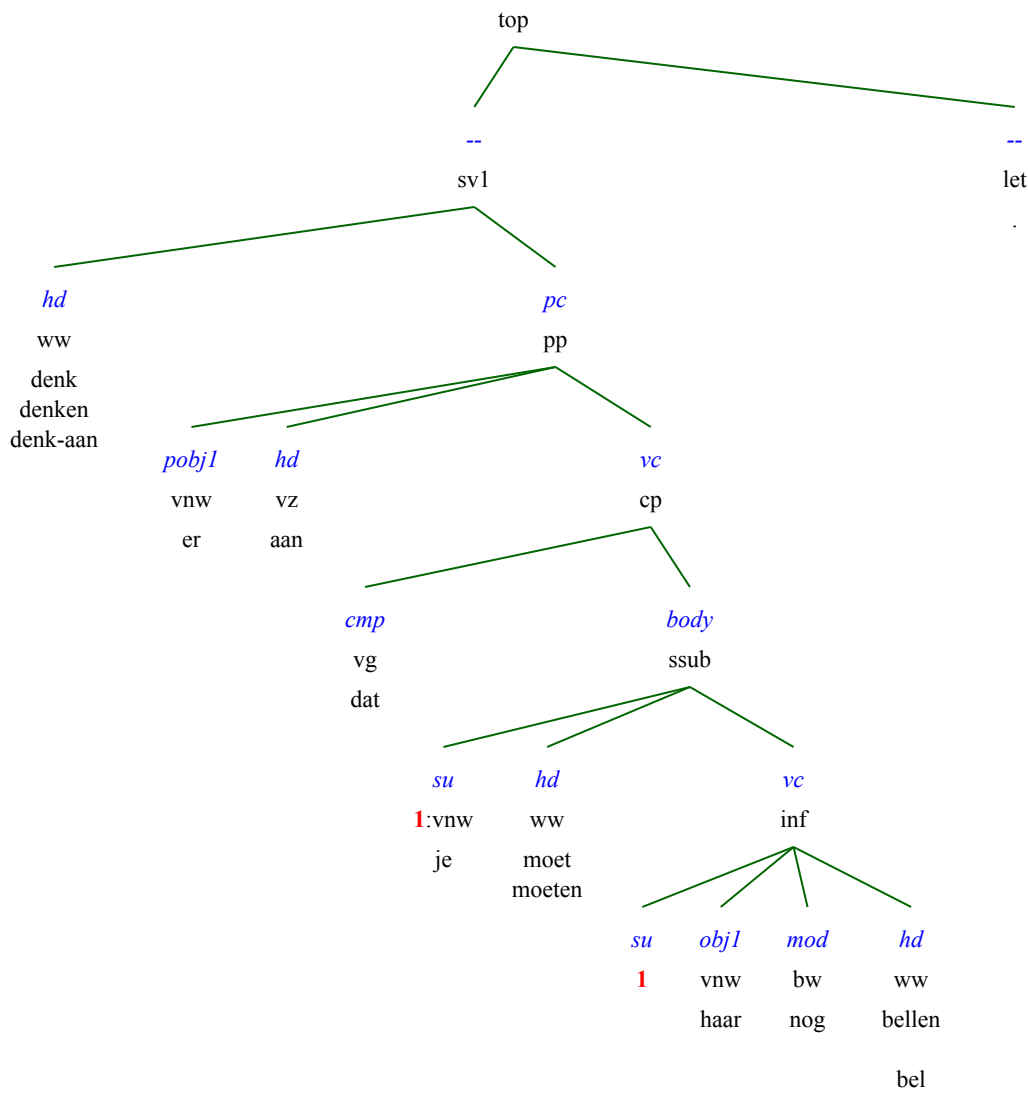 top
-- --
sv1 let
.
hd pc
ww pp
denk
denken
denk-aan
pobj1 hd vc
vnw vz cp
er aan
cmp body
vg ssub
dat
su hd vc
1:vnw ww inf
je moet
moeten
su obj1 mod hd
1 vnw bw ww
haar nog bellen
bel